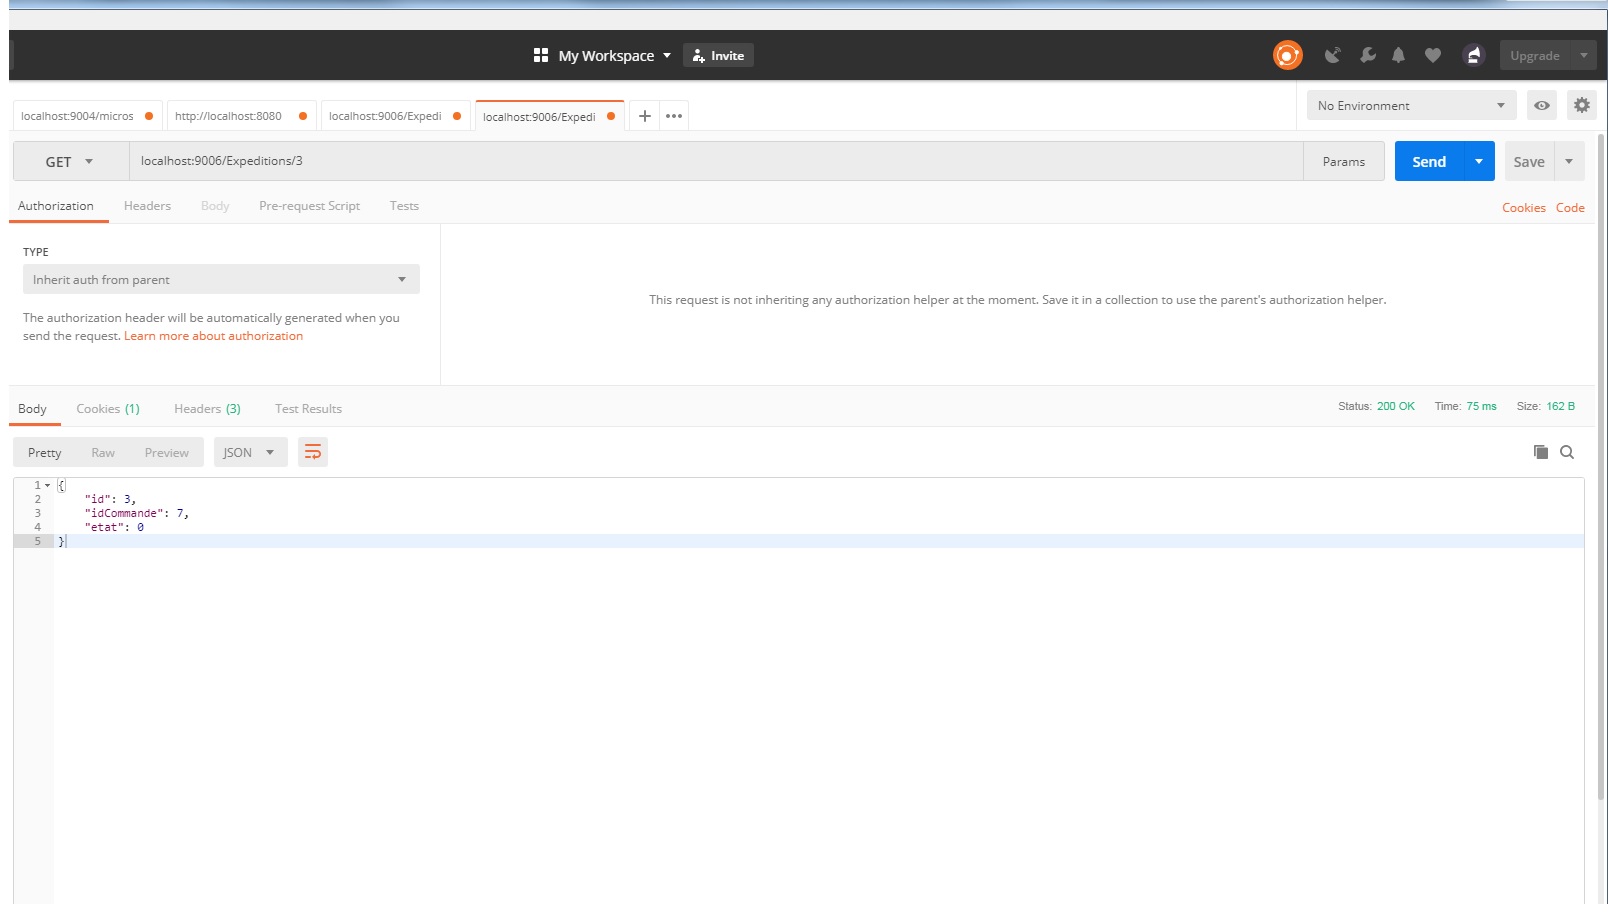 My Workspace Invite Upgrade
localhost:9004/micros http://localhost:8080 localhost:9006/Expedi localhost:9006/Expedi No Environment
GET localhost:9006/Expeditions/3 Params Send Save
Authorization Headers Body Pre-request Script Tests Cookies Code
TYPE
Inherit auth from parent
The authorization header will be automatically generated when you
send the request. Learn more about authorization
This request is not inheriting any authorization helper at the moment. Save it in a collection to use the parent's authorization helper.
Body Cookies (1) Headers (3) Test Results Status: 200 OK Time: 75 ms Size: 162 B
Pretty Raw Preview JSON
1 {
2 "id": 3,
3 "idCommande": 7,
4 "etat": 0
5 }